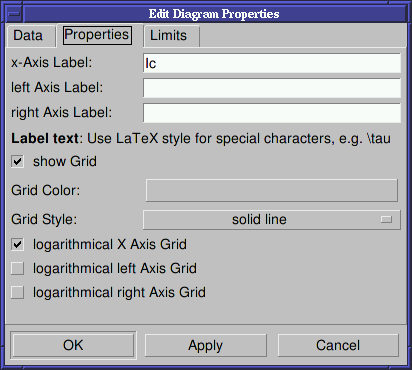 Edit Diagram Properties
Data Properties Limits
x-Axis Label: Ic
left Axis Label:
right Axis Label:
Label text: Use LaTeX style for special characters, e.g. \tau
show Grid
Grid Color:
Grid Style: solid line
logarithmical X Axis Grid
logarithmical left Axis Grid
logarithmical right Axis Grid
OK Apply Cancel